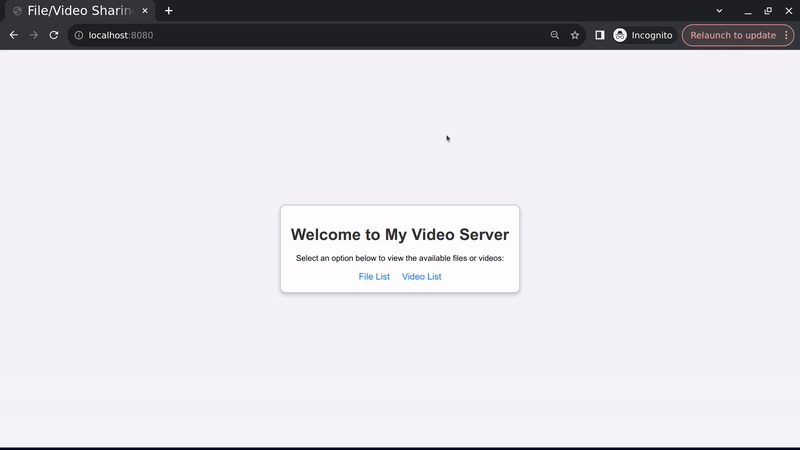 File/Video Sharin
localhost:8080
Incognito
Relaunch to update
Welcome to My Video Server
Select an option below to view the available files or videos:
File List Video List